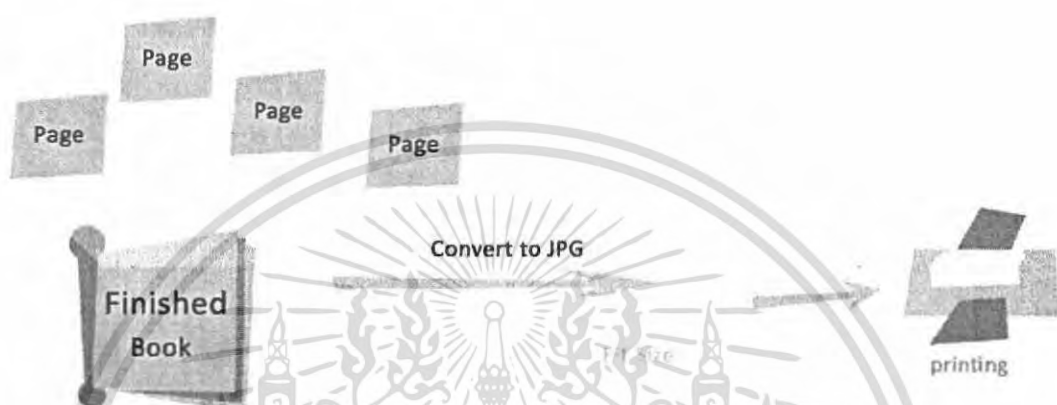 Page
Page
Page
Page
Convert to JPG
Finished
Book
printing